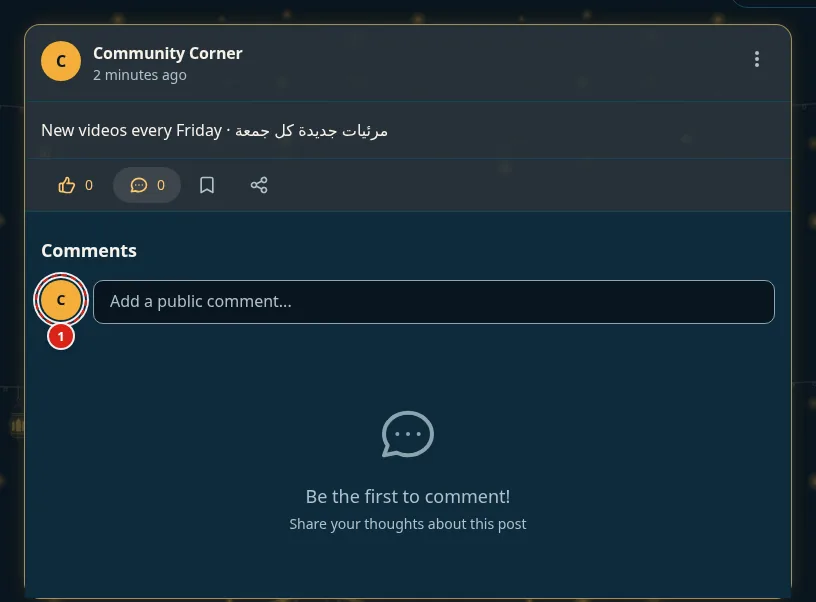 C
Community Corner
2 minutes ago
New videos every Friday · مرئيات جديدة كل جمعة
0
0
Comments
C
Add a public comment...
1
Be the first to comment!
Share your thoughts about this post